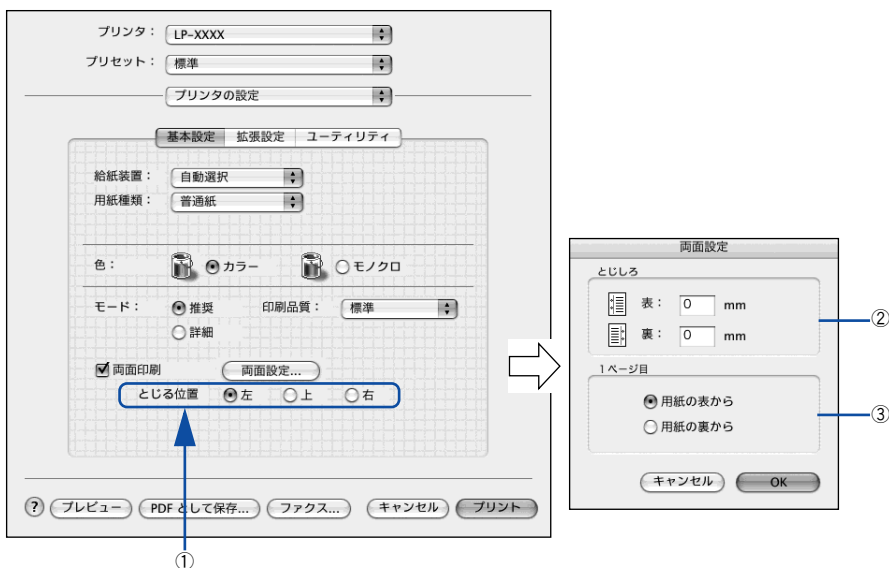 プリンタ： LP-XXXX
プリセット： 標準
プリンタの設定
基本設定 拡張設定 ユーティリティ
給紙装置： 自動選択
用紙種類： 普通紙
色： カラー モノクロ
モード： 推奨 印刷品質： 標準
詳細
両面印刷 両面設定...
とじる位置 左 上 右
? プレビュー PDF として保存... ファクス... キャンセル プリント
①
両面設定
とじしろ
表： 0 mm
裏： 0 mm
②
1 ページ目
用紙の表から
用紙の裏から
③
キャンセル OK